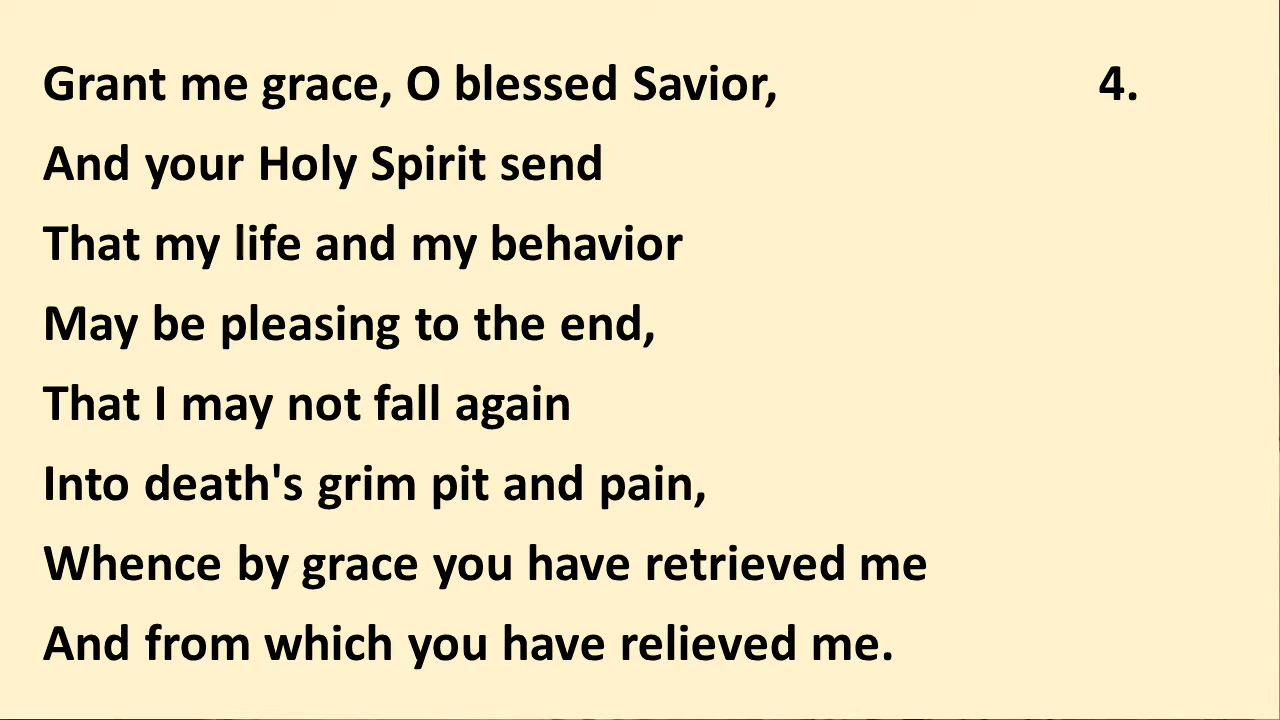 Grant me grace, O blessed Savior, 4.
And your Holy Spirit send
That my life and my behavior
May be pleasing to the end,
That I may not fall again
Into death's grim pit and pain,
Whence by grace you have retrieved me
And from which you have relieved me.